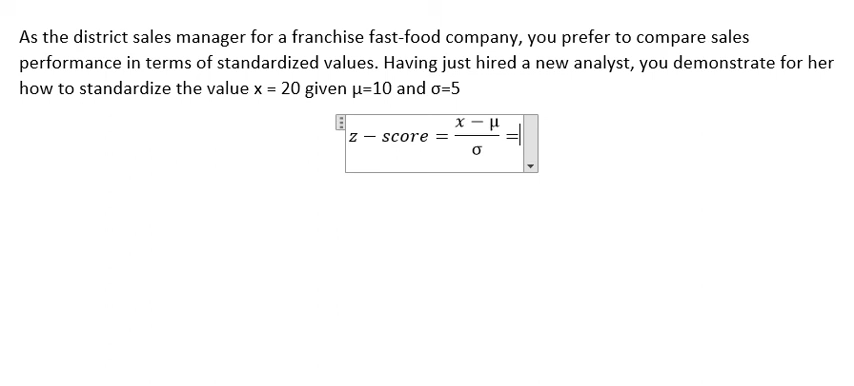 As the district sales manager for a franchise fast-food company, you prefer to compare sales
performance in terms of standardized values. Having just hired a new analyst, you demonstrate for her
how to standardize the value x = 20 given µ=10 and σ=5
z − score = \frac{x − µ}{σ} =